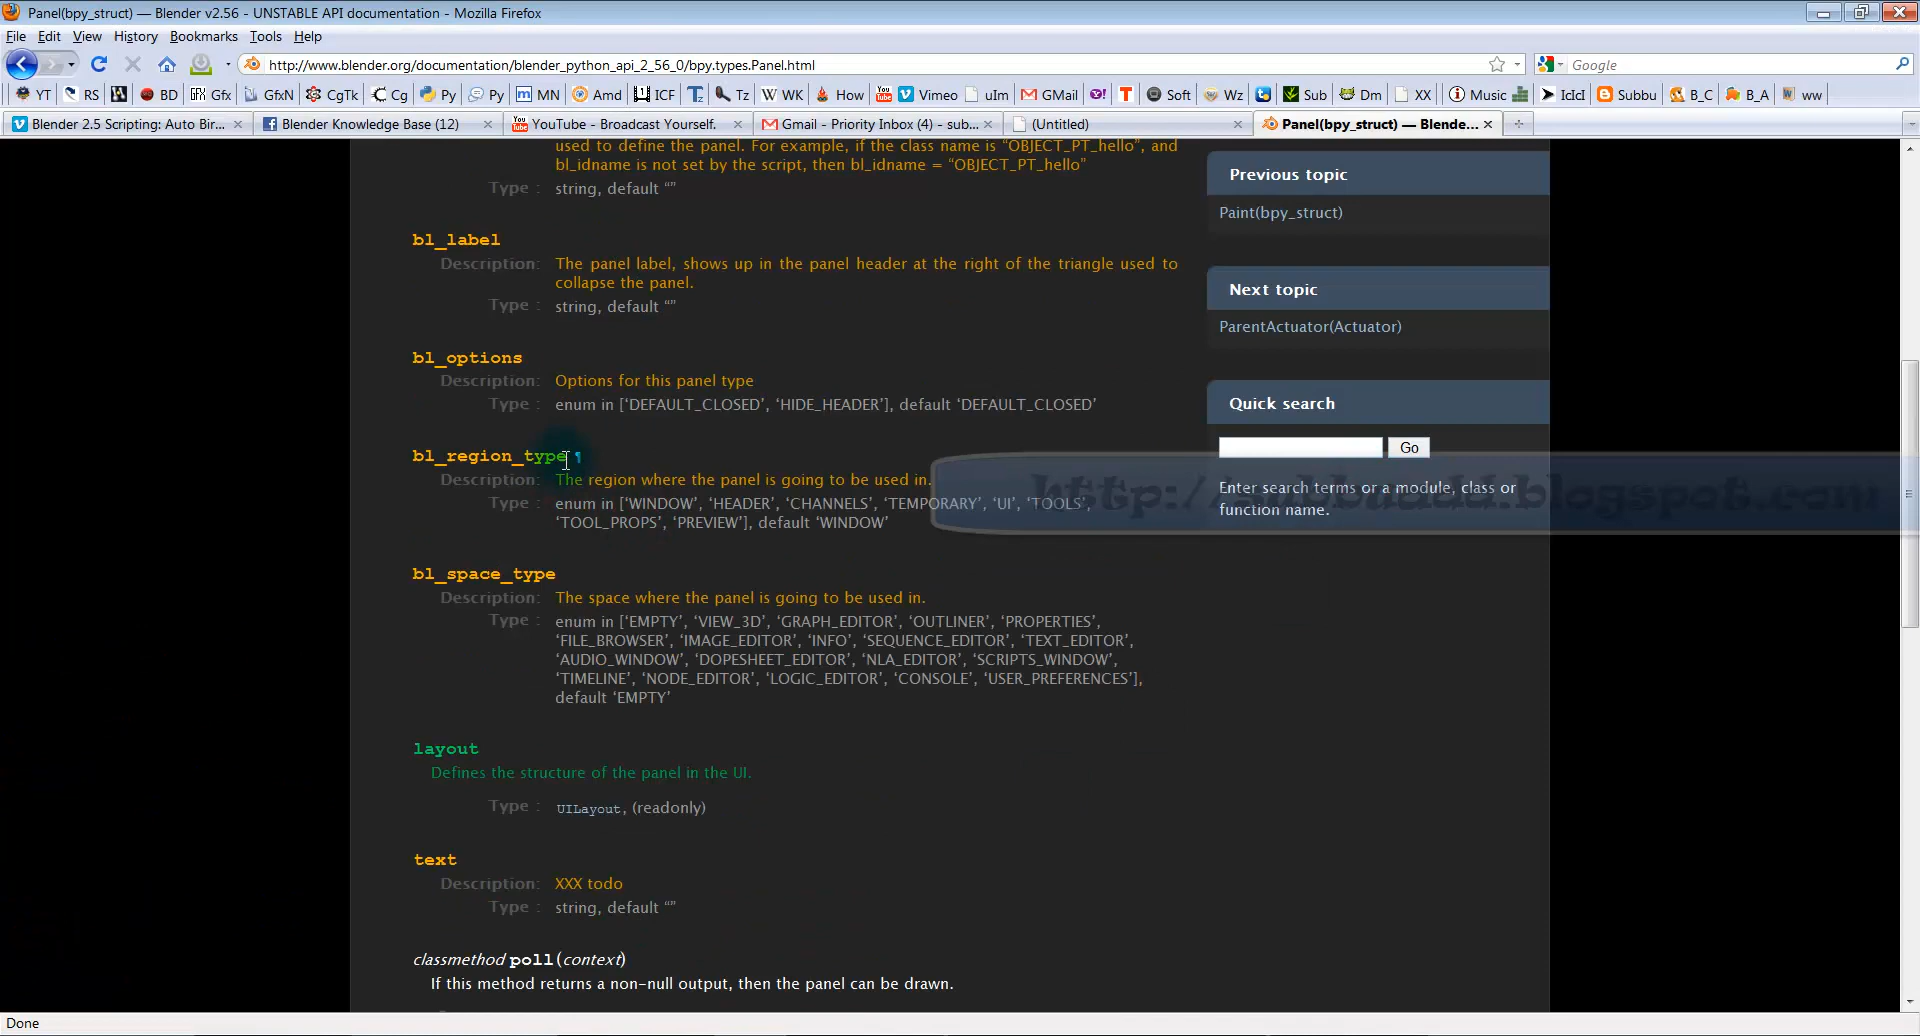 Panel(bpy_struct) — Blender v2.56 - UNSTABLE API documentation - Mozilla Firefox
File Edit View History Bookmarks Tools Help
http://www.blender.org/documentation/blender_python_api_2_56_0/bpy.types.Panel.html
Google
YT RS BD Gfx GfxN CgTk Cg Py Py MN Amd ICF Tz WK How Vimeo uIm GMail Soft Wz Sub Dm XX Music IcIcI Subbu B_C B_A ww
Blender 2.5 Scripting: Auto Bir... Blender Knowledge Base (12) YouTube - Broadcast Yourself. Gmail - Priority Inbox (4) - sub... (Untitled) Panel(bpy_struct) — Blende...
used to define the panel. For example, if the class name is “OBJECT_PT_hello”, and
bl_idname is not set by the script, then bl_idname = “OBJECT_PT_hello”
Type : string, default “”
bl_label
Description: The panel label, shows up in the panel header at the right of the triangle used to
collapse the panel.
Type : string, default “”
bl_options
Description: Options for this panel type
Type : enum in [‘DEFAULT_CLOSED’, ‘HIDE_HEADER’], default ‘DEFAULT_CLOSED’
bl_region_type ¶
Description: The region where the panel is going to be used in.
Type : enum in [‘WINDOW’, ‘HEADER’, ‘CHANNELS’, ‘TEMPORARY’, ‘UI’, ‘TOOLS’,
‘TOOL_PROPS’, ‘PREVIEW’], default ‘WINDOW’
bl_space_type
Description: The space where the panel is going to be used in.
Type : enum in [‘EMPTY’, ‘VIEW_3D’, ‘GRAPH_EDITOR’, ‘OUTLINER’, ‘PROPERTIES’,
‘FILE_BROWSER’, ‘IMAGE_EDITOR’, ‘INFO’, ‘SEQUENCE_EDITOR’, ‘TEXT_EDITOR’,
‘AUDIO_WINDOW’, ‘DOPESHEET_EDITOR’, ‘NLA_EDITOR’, ‘SCRIPTS_WINDOW’,
‘TIMELINE’, ‘NODE_EDITOR’, ‘LOGIC_EDITOR’, ‘CONSOLE’, ‘USER_PREFERENCES’],
default ‘EMPTY’
layout
Defines the structure of the panel in the UI.
Type : UILayout, (readonly)
text
Description: XXX todo
Type : string, default “”
classmethod poll(context)
If this method returns a non-null output, then the panel can be drawn.
Previous topic
Paint(bpy_struct)
Next topic
ParentActuator(Actuator)
Quick search
Go
Enter search terms or a module, class or
function name.
Done